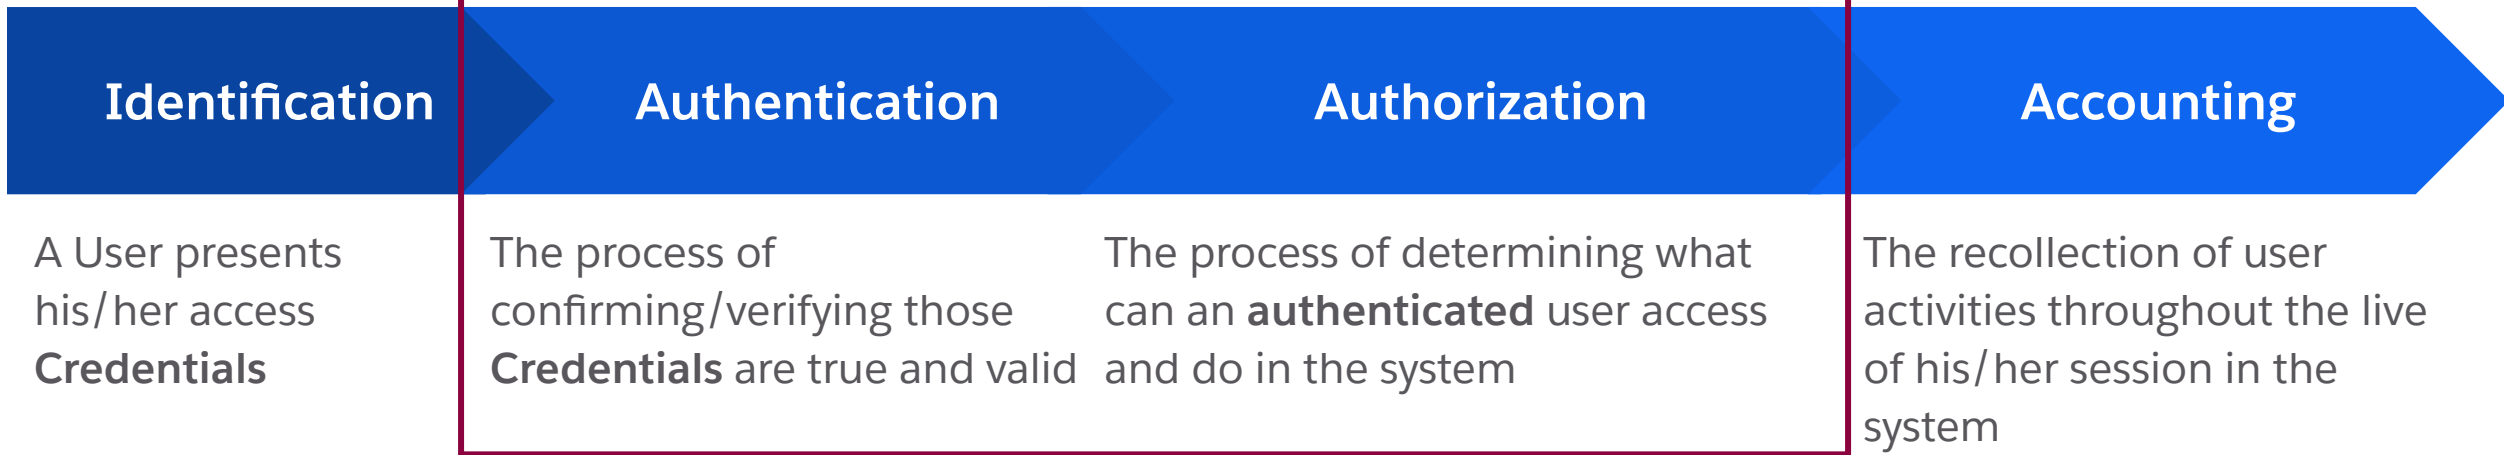 Identification
Authentication
Authorization
Accounting
A User presents
his/her access
Credentials
The process of
confirming/verifying those
Credentials are true and valid
The process of determining what
can an authenticated user access
and do in the system
The recollection of user
activities throughout the live
of his/her session in the
system